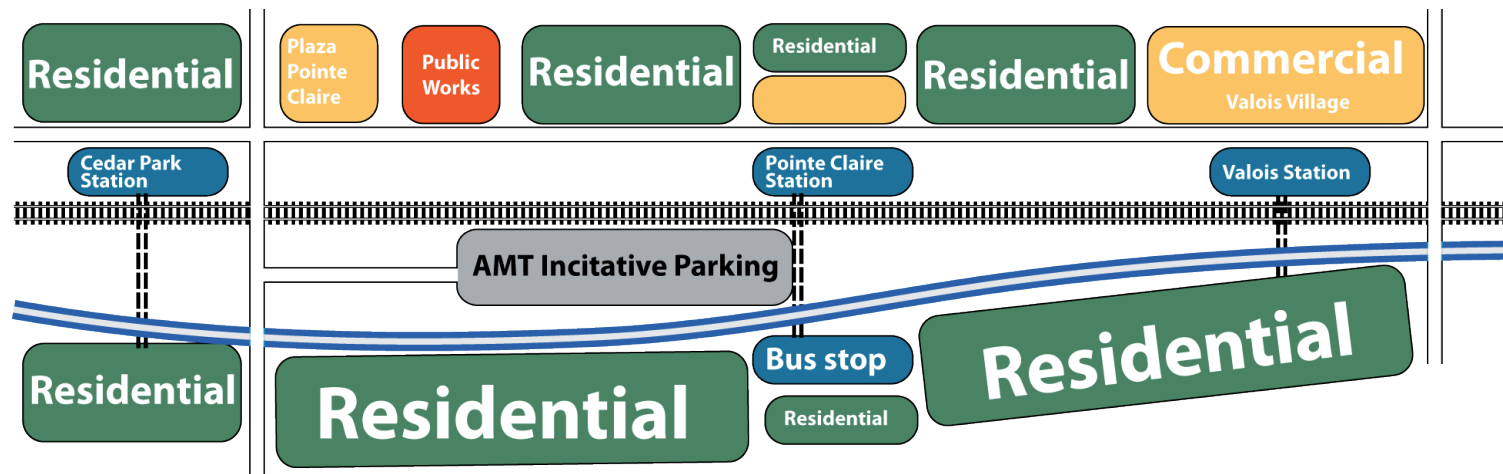 Residential
Plaza
Pointe
Claire
Public
Works
Residential
Residential
Residential
Commercial
Valois Village
Cedar Park
Station
Pointe Claire
Station
Valois Station
AMT Incitative Parking
Residential
Residential
Bus stop
Residential
Residential